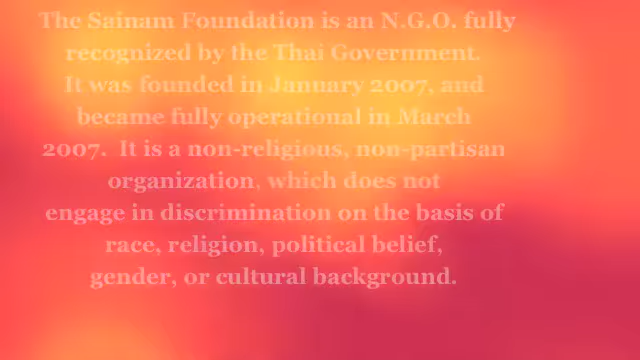 The Sainam Foundation is an N.G.O. fully
recognized by the Thai Government.
It was founded in January 2007, and
became fully operational in March
2007. It is a non-religious, non-partisan
organization, which does not
engage in discrimination on the basis of
race, religion, political belief,
gender, or cultural background.